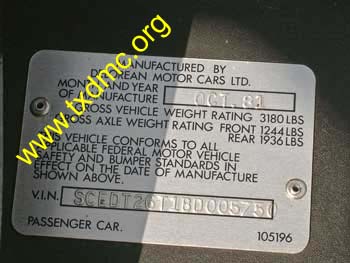 MANUFACTURED BY
DELOREAN MOTOR CARS LTD.
MONTH AND YEAR
OF MANUFACTURE OCT. 81
GROSS VEHICLE WEIGHT RATING 3180 LBS
GROSS AXLE WEIGHT RATING FRONT 1244 LBS
REAR 1936 LBS
THIS VEHICLE CONFORMS TO ALL
APPLICABLE FEDERAL MOTOR VEHICLE
SAFETY AND BUMPER STANDARDS IN
EFFECT ON THE DATE OF MANUFACTURE
SHOWN ABOVE.
V.I.N.
PASSENGER CAR. 105196
www.txdmc.org